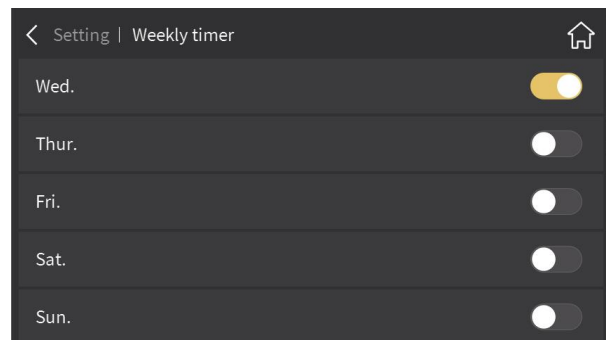 Setting | Weekly timer
Wed.
Thur.
Fri.
Sat.
Sun.